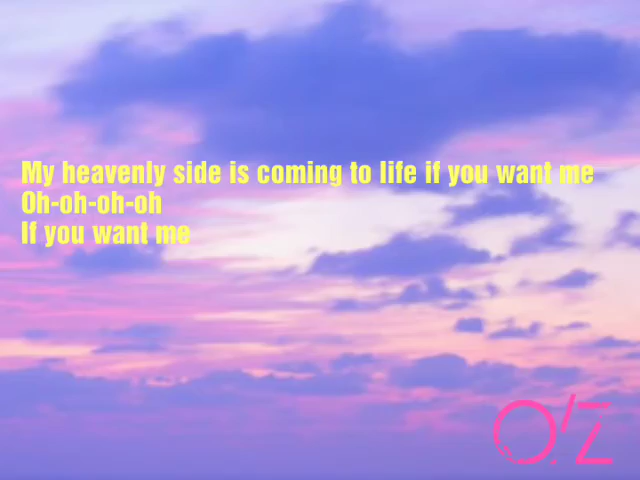 My heavenly side is coming to life if you want me
Oh-oh-oh-oh
If you want me
O!Z